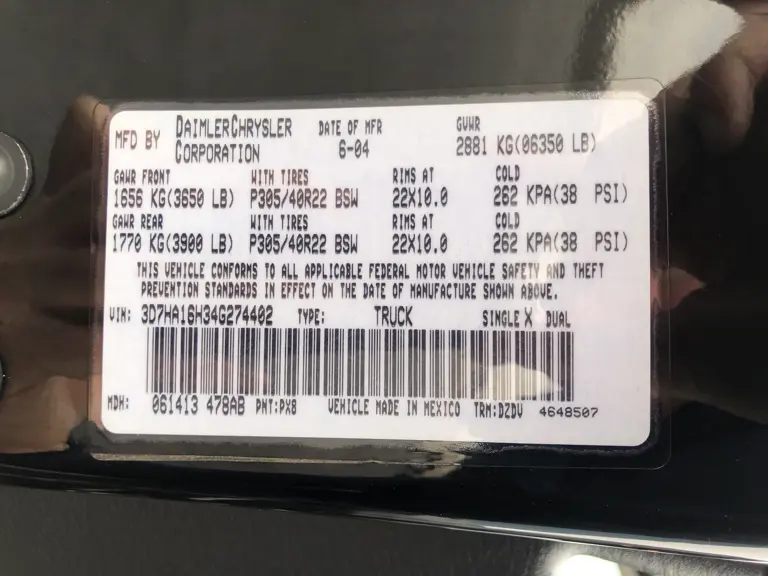 MFD BY DAIMLERCHRYSLER CORPORATION DATE OF MFR 6-04 GVWR 2881 KG(06350 LB)
GAWR FRONT WITH TIRES RIMS AT COLD
1656 KG(3650 LB) P305/40R22 BSW 22X10.0 262 KPA(38 PSI)
GAWR REAR WITH TIRES RIMS AT COLD
1770 KG(3900 LB) P305/40R22 BSW 22X10.0 262 KPA(38 PSI)
THIS VEHICLE CONFORMS TO ALL APPLICABLE FEDERAL MOTOR VEHICLE SAFETY AND THEFT
PREVENTION STANDARDS IN EFFECT ON THE DATE OF MANUFACTURE SHOWN ABOVE.
VIN: 3D7HA16H34G274402 TYPE: TRUCK SINGLE X DUAL
MDH: 061413 478AB PNT:PX8 VEHICLE MADE IN MEXICO TRM:DZDV 4648507